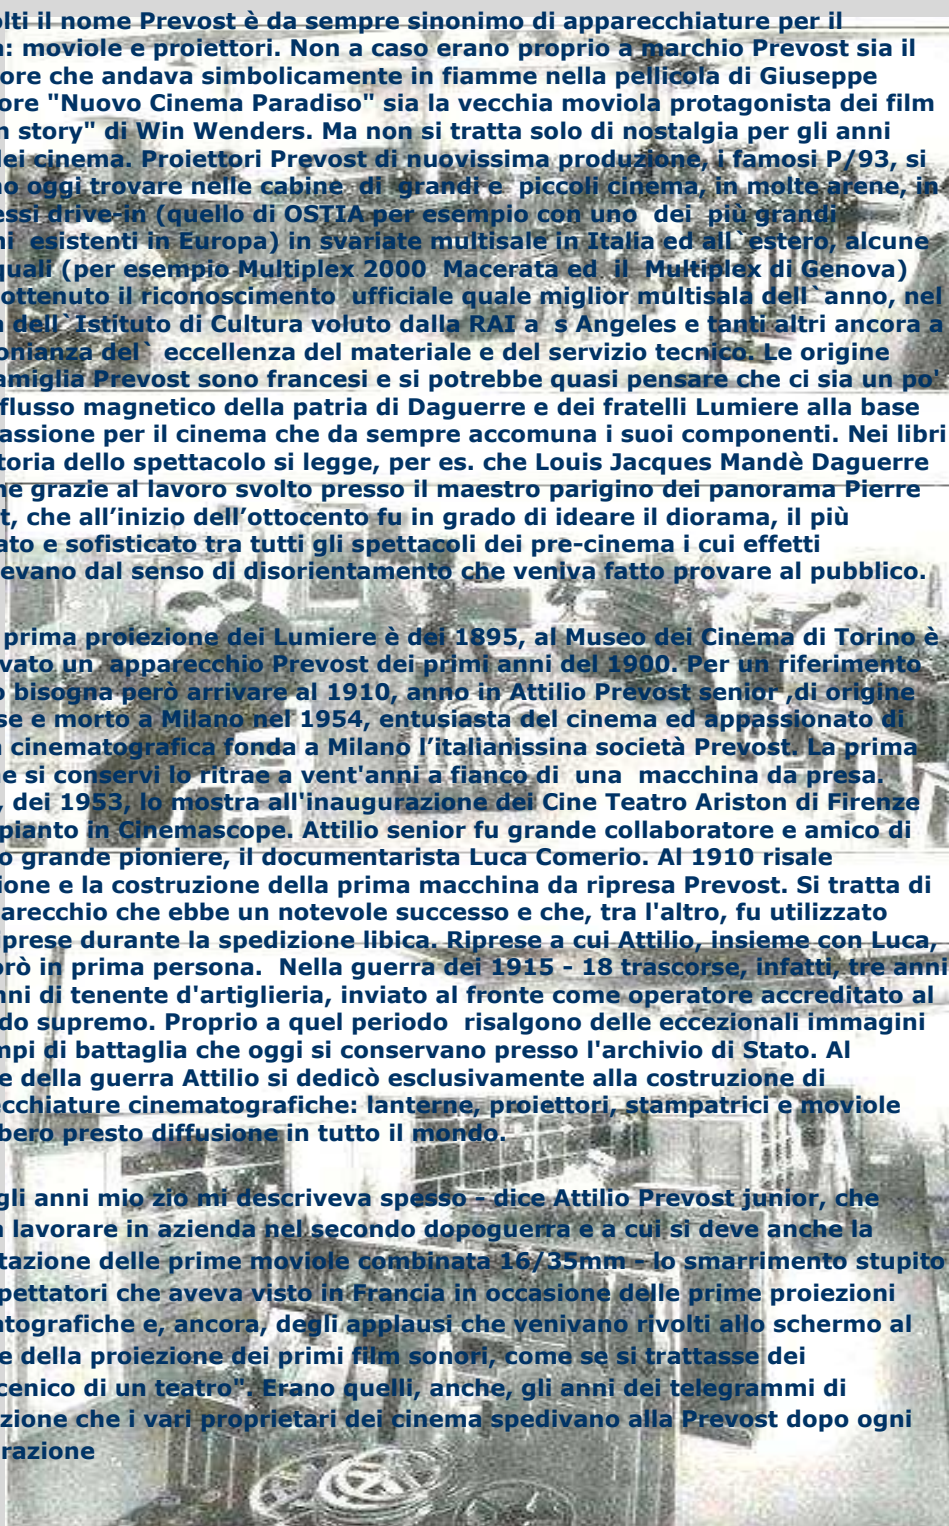 olti il nome Prevost è da sempre sinonimo di apparecchiature per il
: moviole e proiettori. Non a caso erano proprio a marchio Prevost sia il
ore che andava simbolicamente in fiamme nella pellicola di Giuseppe
ore "Nuovo Cinema Paradiso" sia la vecchia moviola protagonista dei film
n story" di Win Wenders. Ma non si tratta solo di nostalgia per gli anni
dei cinema. Proiettori Prevost di nuovissima produzione, i famosi P/93, si
no oggi trovare nelle cabine di grandi e piccoli cinema, in molte arene, in
essi drive-in (quello di OSTIA per esempio con uno dei più grandi
ni esistenti in Europa) in svariate multisale in Italia ed all`estero, alcune
quali (per esempio Multiplex 2000 Macerata ed il Multiplex di Genova)
ottenuto il riconoscimento ufficiale quale miglior multisala dell`anno, nel
a dell`Istituto di Cultura voluto dalla RAI a s Angeles e tanti altri ancora a
onianza del` eccellenza del materiale e del servizio tecnico. Le origine
amiglia Prevost sono francesi e si potrebbe quasi pensare che ci sia un po'
flusso magnetico della patria di Daguerre e dei fratelli Lumiere alla base
assione per il cinema che da sempre accomuna i suoi componenti. Nei libri
toria dello spettacolo si legge, per es. che Louis Jacques Mandè Daguerre
ne grazie al lavoro svolto presso il maestro parigino dei panorama Pierre
t, che all’inizio dell’ottocento fu in grado di ideare il diorama, il più
ato e sofisticato tra tutti gli spettacoli dei pre-cinema i cui effetti
evano dal senso di disorientamento che veniva fatto provare al pubblico.
prima proiezione dei Lumiere è dei 1895, al Museo dei Cinema di Torino è
vato un apparecchio Prevost dei primi anni del 1900. Per un riferimento
o bisogna però arrivare al 1910, anno in Attilio Prevost senior ,di origine
se e morto a Milano nel 1954, entusiasta del cinema ed appassionato di
a cinematografica fonda a Milano l’italianissina società Prevost. La prima
ne si conservi lo ritrae a vent'anni a fianco di una macchina da presa.
, dei 1953, lo mostra all'inaugurazione dei Cine Teatro Ariston di Firenze
pianto in Cinemascope. Attilio senior fu grande collaboratore e amico di
o grande pioniere, il documentarista Luca Comerio. Al 1910 risale
ione e la costruzione della prima macchina da ripresa Prevost. Si tratta di
parecchio che ebbe un notevole successo e che, tra l'altro, fu utilizzato
iprese durante la spedizione libica. Riprese a cui Attilio, insieme con Luca,
orò in prima persona. Nella guerra dei 1915 - 18 trascorse, infatti, tre anni
nni di tenente d'artiglieria, inviato al fronte come operatore accreditato al
do supremo. Proprio a quel periodo risalgono delle eccezionali immagini
mpi di battaglia che oggi si conservano presso l'archivio di Stato. Al
e della guerra Attilio si dedicò esclusivamente alla costruzione di
ecchiature cinematografiche: lanterne, proiettori, stampatrici e moviole
bbero presto diffusione in tutto il mondo.
gli anni mio zio mi descriveva spesso - dice Attilio Prevost junior, che
a lavorare in azienda nel secondo dopoguerra e a cui si deve anche la
tazione delle prime moviole combinata 16/35mm - lo smarrimento stupito
pettatori che aveva visto in Francia in occasione delle prime proiezioni
atografiche e, ancora, degli applausi che venivano rivolti allo schermo al
e della proiezione dei primi film sonori, come se si trattasse dei
cenico di un teatro". Erano quelli, anche, gli anni dei telegrammi di
zione che i vari proprietari dei cinema spedivano alla Prevost dopo ogni
razione